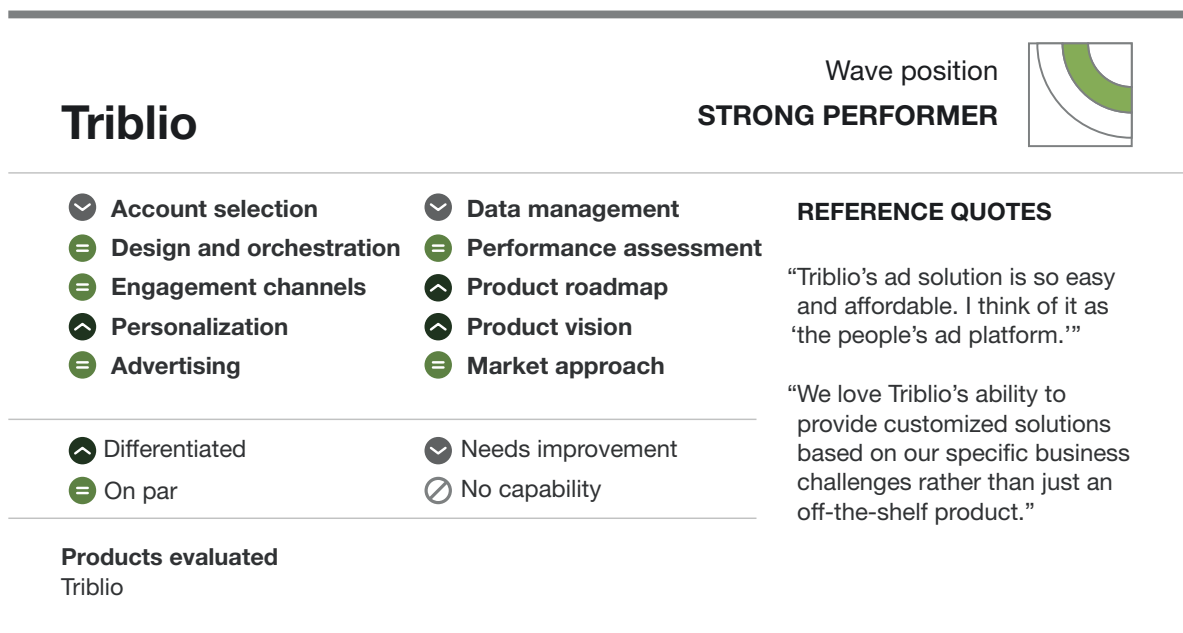 Wave position
STRONG PERFORMER
Triblio
Account selection
Design and orchestration
Engagement channels
Personalization
Advertising
Data management
Performance assessment
Product roadmap
Product vision
Market approach
Differentiated
On par
Needs improvement
No capability
Products evaluated
Triblio
REFERENCE QUOTES
“Triblio’s ad solution is so easy
and affordable. I think of it as
‘the people’s ad platform.’”
“We love Triblio’s ability to
provide customized solutions
based on our specific business
challenges rather than just an
off-the-shelf product.”